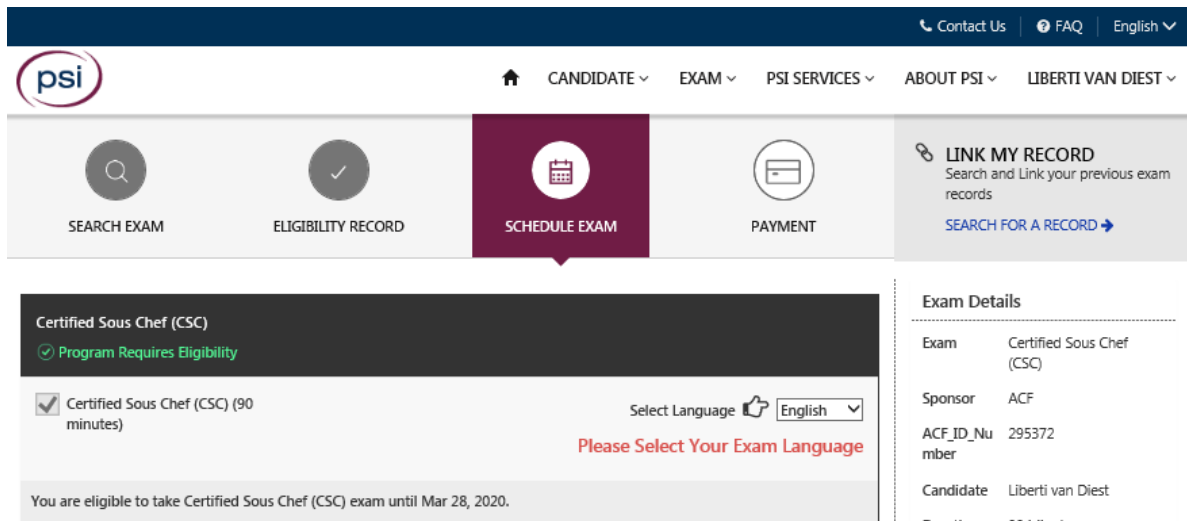 Contact Us
FAQ
English
psi
CANDIDATE
EXAM
PSI SERVICES
ABOUT PSI
LIBERTI VAN DIEST
SEARCH EXAM
ELIGIBILITY RECORD
SCHEDULE EXAM
PAYMENT
LINK MY RECORD
Search and Link your previous exam
records
SEARCH FOR A RECORD
Certified Sous Chef (CSC)
Program Requires Eligibility
Certified Sous Chef (CSC) (90
minutes)
Select Language
English
Please Select Your Exam Language
You are eligible to take Certified Sous Chef (CSC) exam until Mar 28, 2020.
Exam Details
Exam Certified Sous Chef
(CSC)
Sponsor ACF
ACF_ID_Nu 295372
mber
Candidate Liberti van Diest